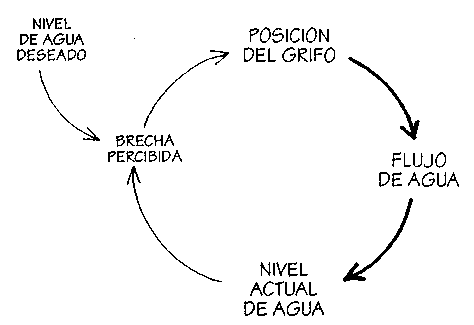 NIVEL
DE AGUA
DESEADO
POSICION
DEL GRIFO
BRECHA
PERCIBIDA
FLUJO
DE AGUA
NIVEL
ACTUAL
DE AGUA